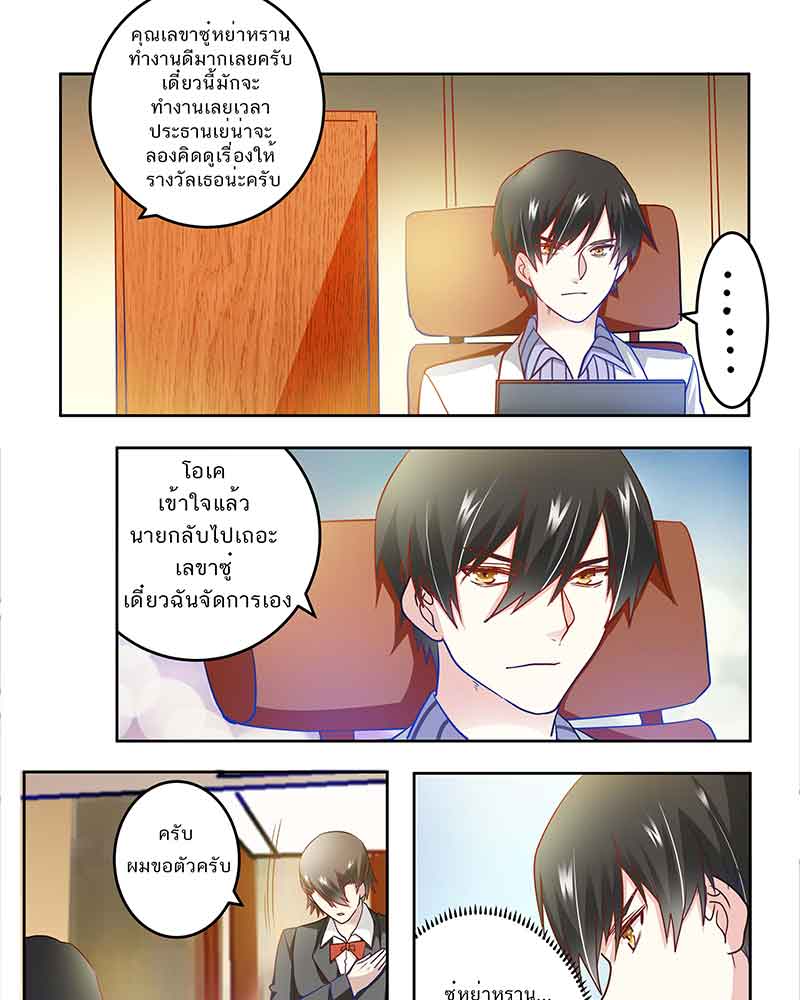 คุณเลขาซู่หย่าหราน
ทำงานดีมากเลยครับ
เดี๋ยวนี้มักจะ
ทำงานเลยเวลา
ประธานเย่น่าจะ
ลองคิดดูเรื่องให้
รางวัลเธอน่ะครับ
......
โอเค
เข้าใจแล้ว
นายกลับไปเถอะ
เลขาซู่
เดี๋ยวฉันจัดการเอง
ครับ
ผมขอตัวครับ
ซู่หย่าหราน...